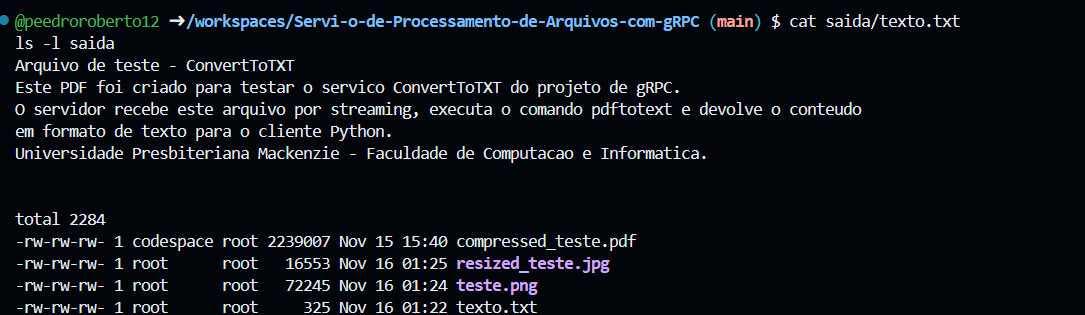 @peedroroberto12 →/workspaces/Servi-o-de-Processamento-de-Arquivos-com-gRPC (main) $ cat saida/texto.txt
ls -l saida
Arquivo de teste - ConvertToTXT
Este PDF foi criado para testar o servico ConvertToTXT do projeto de gRPC.
O servidor recebe este arquivo por streaming, executa o comando pdftotext e devolve o conteudo
em formato de texto para o cliente Python.
Universidade Presbiteriana Mackenzie - Faculdade de Computacao e Informatica.
total 2284
-rw-rw-rw- 1 codespace root 2239007 Nov 15 15:40 compressed_teste.pdf
-rw-rw-rw- 1 root      root   16553 Nov 16 01:25 resized_teste.jpg
-rw-rw-rw- 1 root      root   72245 Nov 16 01:24 teste.png
-rw-rw-rw- 1 root      root     325 Nov 16 01:22 texto.txt